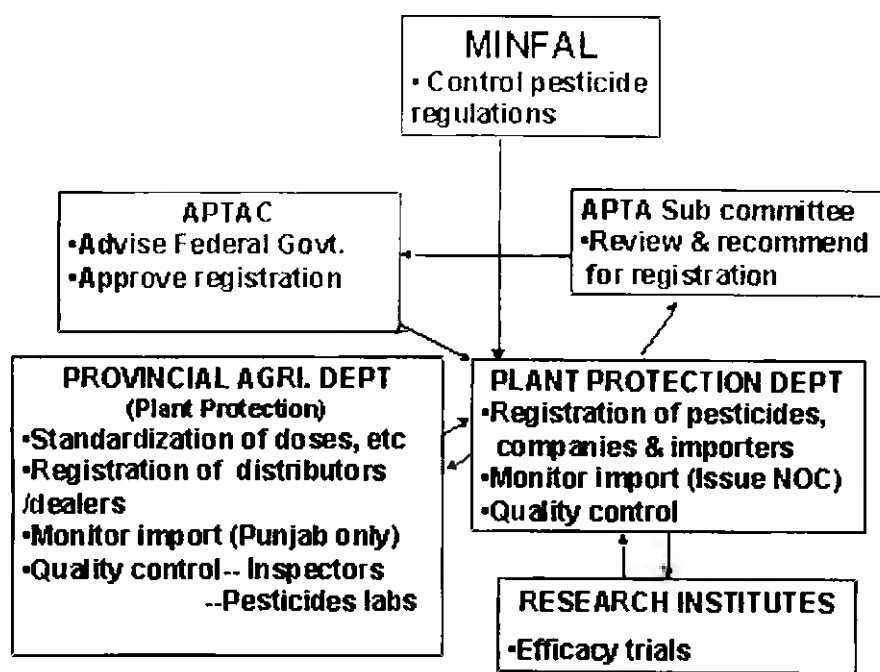 MINFAL
• Control pesticide
regulations
APTAC
•Advise Federal Govt.
•Approve registration
APTA Sub committee
•Review & recommend
for registration
PROVINCIAL AGRI. DEPT
(Plant Protection)
•Standardization of doses, etc
•Registration of distributors
/dealers
•Monitor import (Punjab only)
•Quality control-- Inspectors
--Pesticides labs
PLANT PROTECTION DEPT
•Registration of pesticides,
companies & importers
•Monitor import (Issue NOC)
•Quality control
RESEARCH INSTITUTES
•Efficacy trials